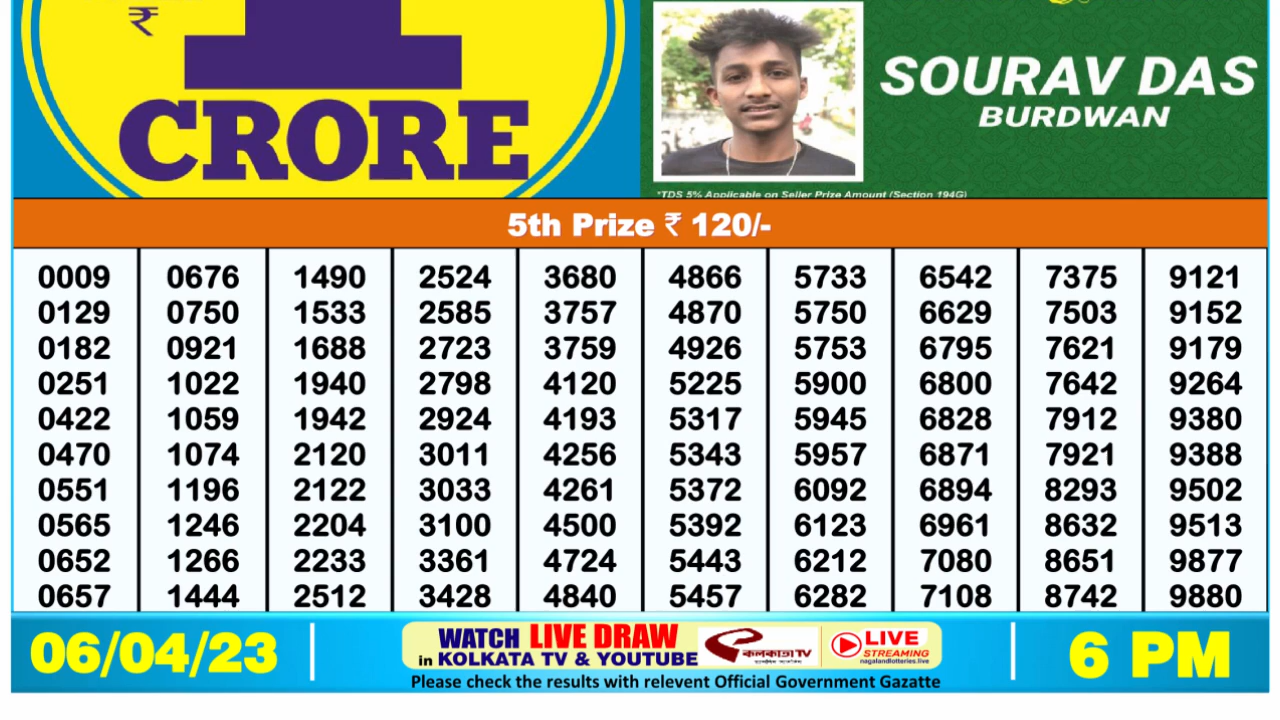 ₹
1
CRORE
SOURAV DAS
BURDWAN
*TDS 5% Applicable on Seller Prize Amount (Section 194G)
5th Prize ₹ 120/-
0009 0676 1490 2524 3680 4866 5733 6542 7375 9121
0129 0750 1533 2585 3757 4870 5750 6629 7503 9152
0182 0921 1688 2723 3759 4926 5753 6795 7621 9179
0251 1022 1940 2798 4120 5225 5900 6800 7642 9264
0422 1059 1942 2924 4193 5317 5945 6828 7912 9380
0470 1074 2120 3011 4256 5343 5957 6871 7921 9388
0551 1196 2122 3033 4261 5372 6092 6894 8293 9502
0565 1246 2204 3100 4500 5392 6123 6961 8632 9513
0652 1266 2233 3361 4724 5443 6212 7080 8651 9877
0657 1444 2512 3428 4840 5457 6282 7108 8742 9880
06/04/23
WATCH LIVE DRAW
in KOLKATA TV & YOUTUBE
কলকাতা TV
LIVE
STREAMING
nagalandlotteries.live
Please check the results with relevent Official Government Gazatte
6 PM